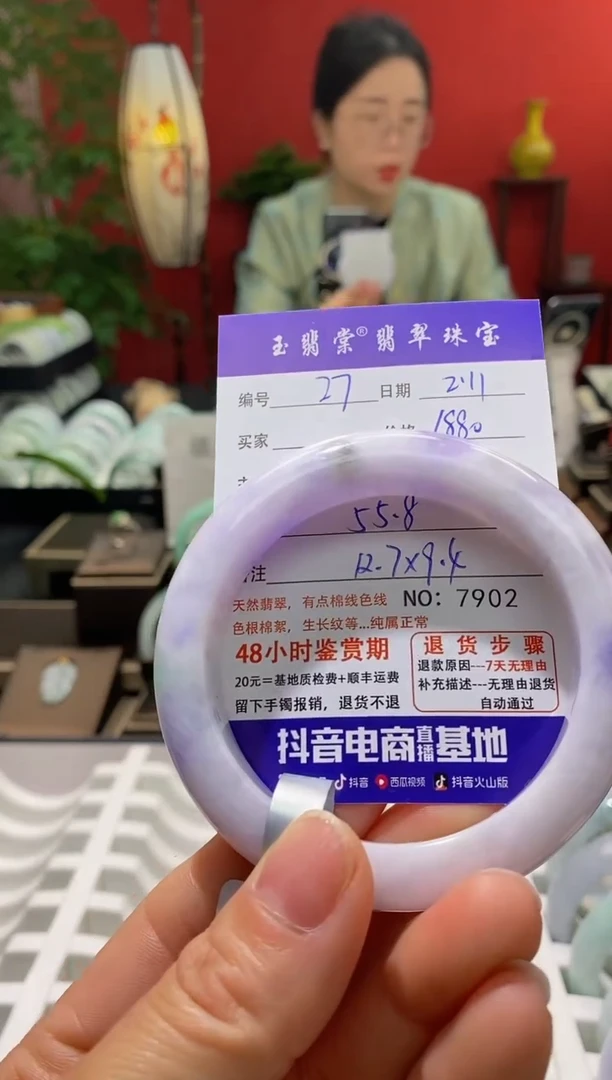 玉翡棠®翡翠珠宝
编号 27 日期 2.11
买家 价格 1880
55.8
注 12.7x9.4
天然翡翠，有点棉线色线 NO: 7902
色根棉絮，生长纹等...纯属正常
48小时鉴赏期
20元=基地质检费+顺丰运费
留下手镯报销，退货不退
退货步骤
退款原因---7天无理由
补充描述---无理由退货
自动通过
抖音电商直播基地
抖音 西瓜视频 抖音火山版